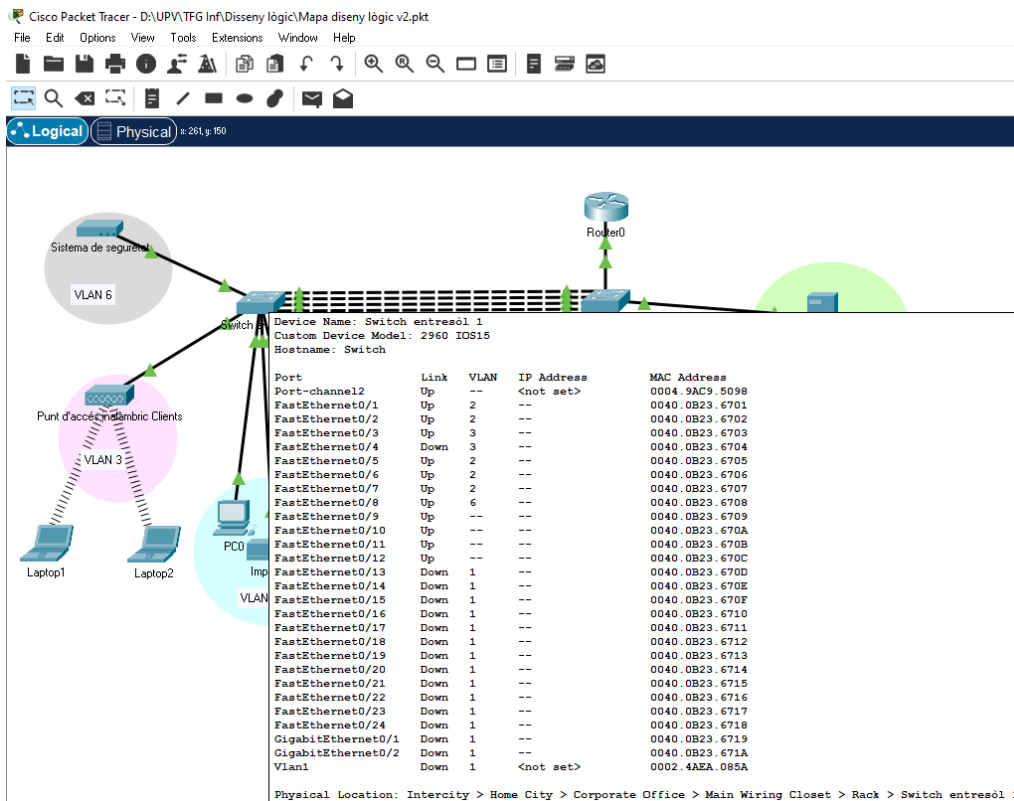 Cisco Packet Tracer - D:\UPV\TFG Inf\Disseny lògic\Mapa diseny lògic v2.pkt
File Edit Options View Tools Extensions Window Help
Logical Physical x: 261, y: 150
Router0
Sistema de seguretat
VLAN 6
Switch
Punt d'accés inalàmbric Clients
VLAN 3
PC0
Laptop1
Laptop2
Imp
VLAN
Device Name: Switch entresòl 1
Custom Device Model: 2960 IOS15
Hostname: Switch
Port Link VLAN IP Address MAC Address
Port-channel2 Up -- <not set> 0004.9AC9.5098
FastEthernet0/1 Up 2 -- 0040.0B23.6701
FastEthernet0/2 Up 2 -- 0040.0B23.6702
FastEthernet0/3 Up 3 -- 0040.0B23.6703
FastEthernet0/4 Down 3 -- 0040.0B23.6704
FastEthernet0/5 Up 2 -- 0040.0B23.6705
FastEthernet0/6 Up 2 -- 0040.0B23.6706
FastEthernet0/7 Up 2 -- 0040.0B23.6707
FastEthernet0/8 Up 6 -- 0040.0B23.6708
FastEthernet0/9 Up -- -- 0040.0B23.6709
FastEthernet0/10 Up -- -- 0040.0B23.670A
FastEthernet0/11 Up -- -- 0040.0B23.670B
FastEthernet0/12 Up -- -- 0040.0B23.670C
FastEthernet0/13 Down 1 -- 0040.0B23.670D
FastEthernet0/14 Down 1 -- 0040.0B23.670E
FastEthernet0/15 Down 1 -- 0040.0B23.670F
FastEthernet0/16 Down 1 -- 0040.0B23.6710
FastEthernet0/17 Down 1 -- 0040.0B23.6711
FastEthernet0/18 Down 1 -- 0040.0B23.6712
FastEthernet0/19 Down 1 -- 0040.0B23.6713
FastEthernet0/20 Down 1 -- 0040.0B23.6714
FastEthernet0/21 Down 1 -- 0040.0B23.6715
FastEthernet0/22 Down 1 -- 0040.0B23.6716
FastEthernet0/23 Down 1 -- 0040.0B23.6717
FastEthernet0/24 Down 1 -- 0040.0B23.6718
GigabitEthernet0/1 Down 1 -- 0040.0B23.6719
GigabitEthernet0/2 Down 1 -- 0040.0B23.671A
Vlan1 Down 1 <not set> 0002.4AEA.085A
Physical Location: Intercity > Home City > Corporate Office > Main Wiring Closet > Rack > Switch entresòl